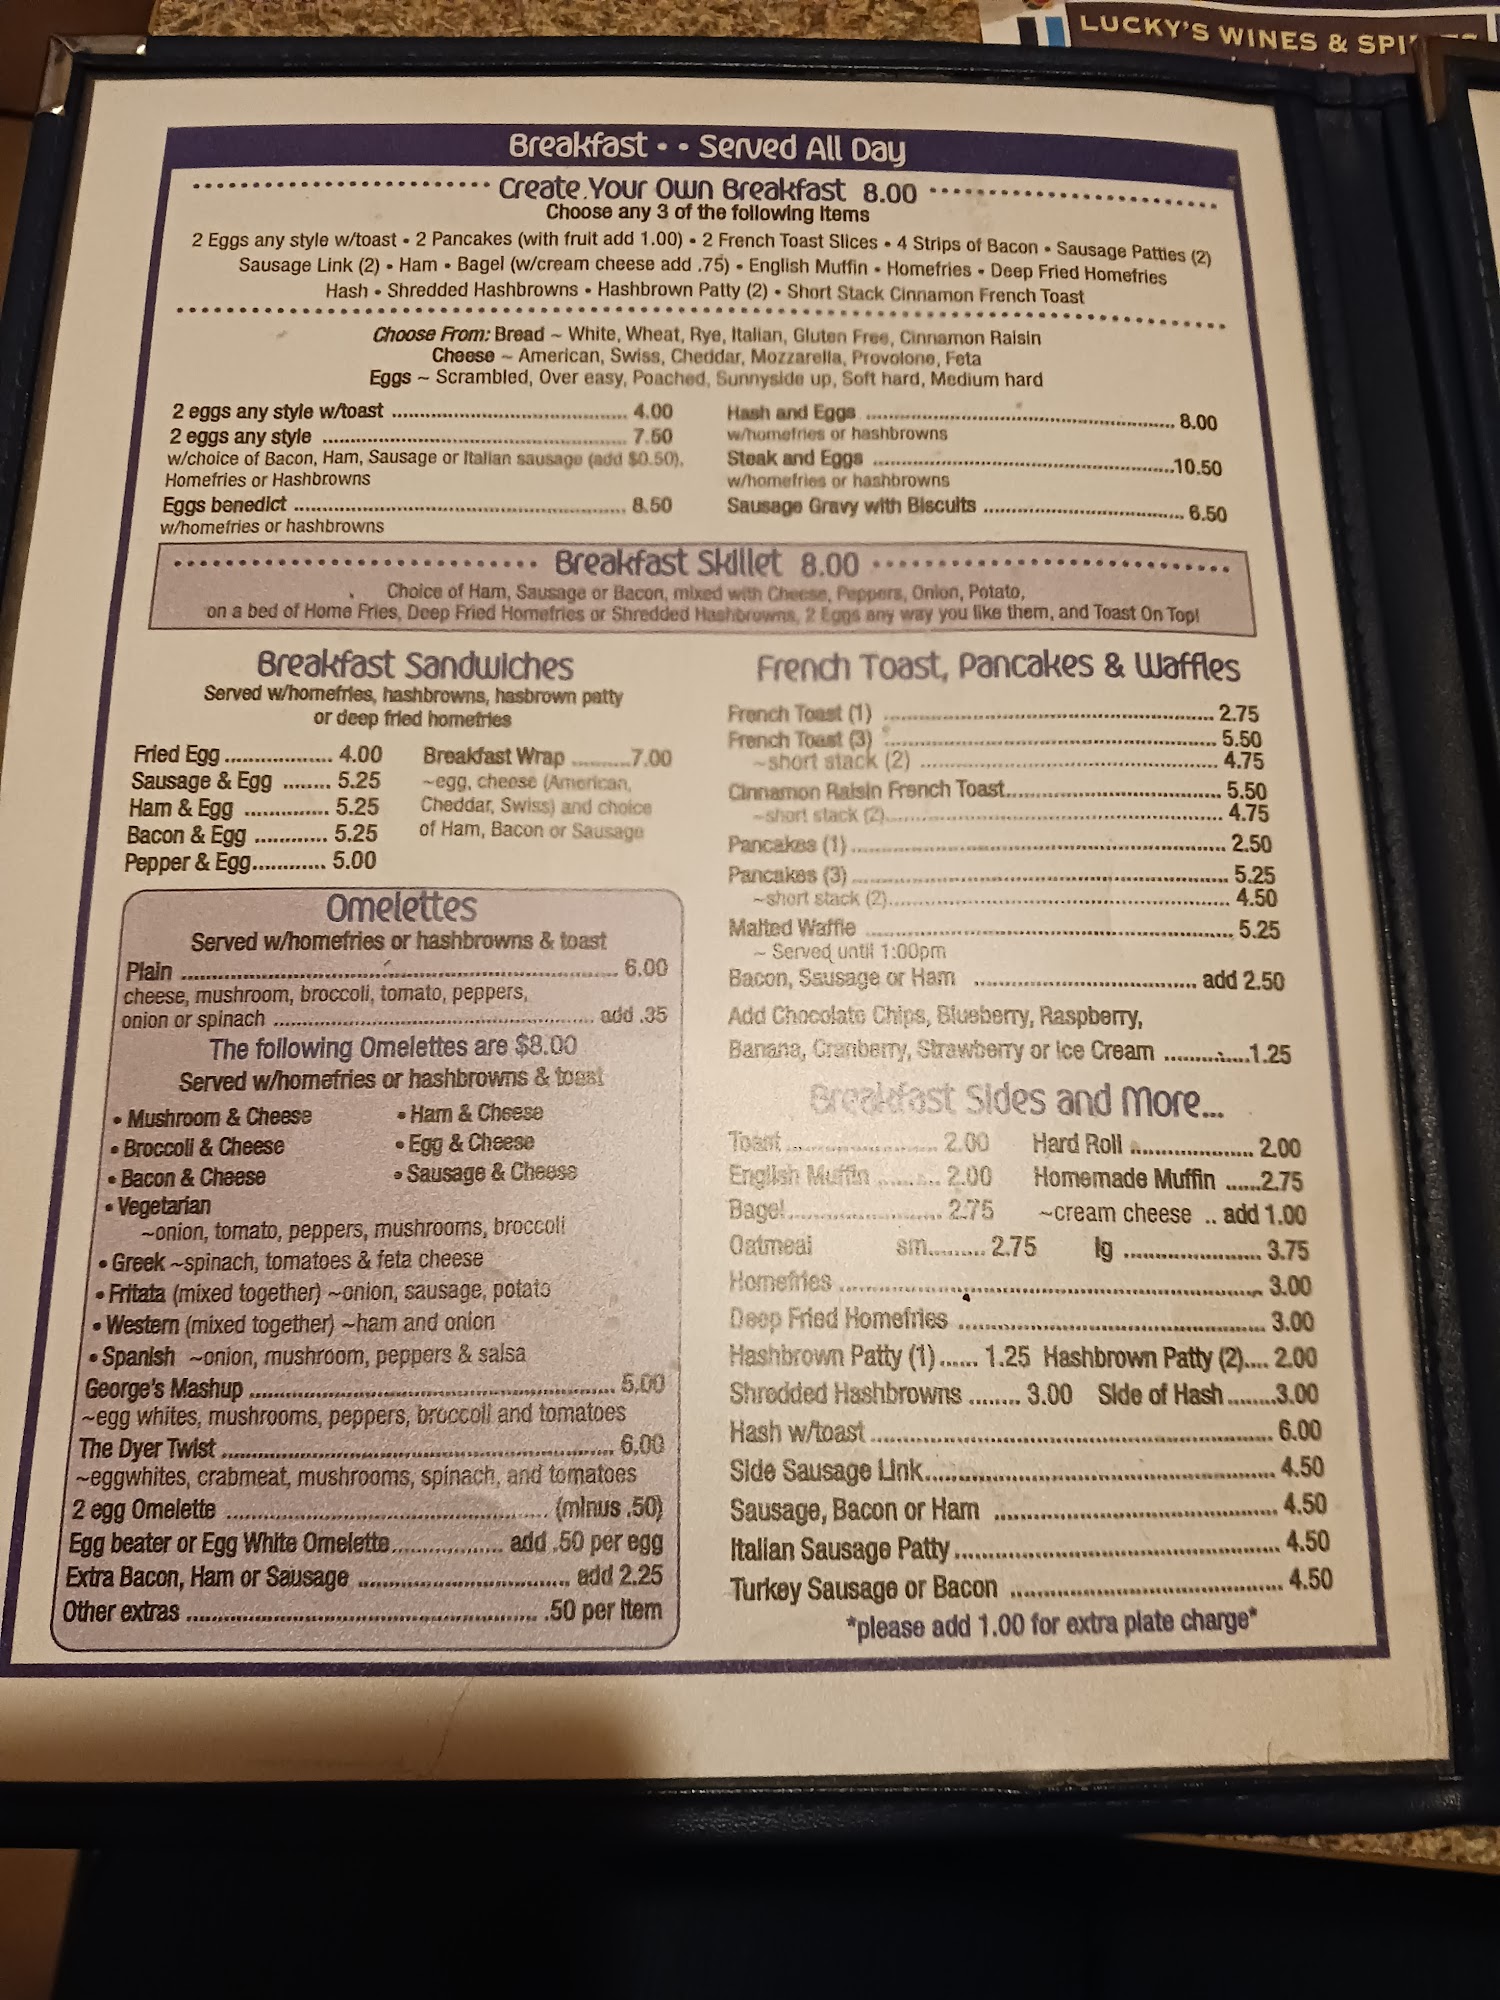 LUCKY'S WINES & SPI
Breakfast • • Served All Day
Create Your Own Breakfast 8.00
Choose any 3 of the following Items
2 Eggs any style w/toast • 2 Pancakes (with fruit add 1.00) • 2 French Toast Slices • 4 Strips of Bacon • Sausage Patties (2)
Sausage Link (2) • Ham • Bagel (w/cream cheese add .75) • English Muffin • Homefries • Deep Fried Homefries
Hash • Shredded Hashbrowns • Hashbrown Patty (2) • Short Stack Cinnamon French Toast
Choose From: Bread ~ White, Wheat, Rye, Italian, Gluten Free, Cinnamon Raisin
Cheese ~ American, Swiss, Cheddar, Mozzarella, Provolone, Feta
Eggs ~ Scrambled, Over easy, Poached, Sunnyside up, Soft hard, Medium hard
2 eggs any style w/toast ........ 4.00
2 eggs any style ........ 7.50
w/choice of Bacon, Ham, Sausage or Italian sausage (add $0.50),
Homefries or Hashbrowns
Eggs benedict ........ 8.50
w/homefries or hashbrowns
Hash and Eggs ........ 8.00
w/homefries or hashbrowns
Steak and Eggs ........ 10.50
w/homefries or hashbrowns
Sausage Gravy with Biscuits ........ 6.50
Breakfast Skillet 8.00
Choice of Ham, Sausage or Bacon, mixed with Cheese, Peppers, Onion, Potato,
on a bed of Home Fries, Deep Fried Homefries or Shredded Hashbrowns, 2 Eggs any way you like them, and Toast On Top!
Breakfast Sandwiches
Served w/homefries, hashbrowns, hasbrown patty
or deep fried homefries
Fried Egg ........ 4.00
Sausage & Egg ........ 5.25
Ham & Egg ........ 5.25
Bacon & Egg ........ 5.25
Pepper & Egg ........ 5.00
Breakfast Wrap ........ 7.00
~egg, cheese (American,
Cheddar, Swiss) and choice
of Ham, Bacon or Sausage
Omelettes
Served w/homefries or hashbrowns & toast
Plain ........ 6.00
cheese, mushroom, broccoli, tomato, peppers,
onion or spinach ........ add .35
The following Omelettes are $8.00
Served w/homefries or hashbrowns & toast
• Mushroom & Cheese
• Ham & Cheese
• Broccoli & Cheese
• Egg & Cheese
• Bacon & Cheese
• Sausage & Cheese
• Vegetarian
~onion, tomato, peppers, mushrooms, broccoli
• Greek ~spinach, tomatoes & feta cheese
• Fritata (mixed together) ~onion, sausage, potato
• Western (mixed together) ~ham and onion
• Spanish ~onion, mushroom, peppers & salsa
George's Mashup ........ 5.00
~egg whites, mushrooms, peppers, broccoli and tomatoes
The Dyer Twist ........ 6.00
~eggwhites, crabmeat, mushrooms, spinach, and tomatoes
2 egg Omelette ........ (minus .50)
Egg beater or Egg White Omelette ........ add .50 per egg
Extra Bacon, Ham or Sausage ........ add 2.25
Other extras ........ .50 per Item
French Toast, Pancakes & Waffles
French Toast (1) ........ 2.75
French Toast (3) ........ 5.50
~short stack (2) ........ 4.75
Cinnamon Raisin French Toast ........ 5.50
~short stack (2) ........ 4.75
Pancakes (1) ........ 2.50
Pancakes (3) ........ 5.25
~short stack (2) ........ 4.50
Malted Waffle ........ 5.25
~ Served until 1:00pm
Bacon, Sausage or Ham ........ add 2.50
Add Chocolate Chips, Blueberry, Raspberry,
Banana, Cranberry, Strawberry or Ice Cream ........ 1.25
Breakfast Sides and More...
Toast ........ 2.00 Hard Roll ........ 2.00
English Muffin ........ 2.00 Homemade Muffin ........ 2.75
Bagel ........ 2.75 ~cream cheese .. add 1.00
Oatmeal sm ........ 2.75 lg ........ 3.75
Homefries ........ 3.00
Deep Fried Homefries ........ 3.00
Hashbrown Patty (1) ...... 1.25 Hashbrown Patty (2) .... 2.00
Shredded Hashbrowns ........ 3.00 Side of Hash ........ 3.00
Hash w/toast ........ 6.00
Side Sausage Link ........ 4.50
Sausage, Bacon or Ham ........ 4.50
Italian Sausage Patty ........ 4.50
Turkey Sausage or Bacon ........ 4.50
*please add 1.00 for extra plate charge*